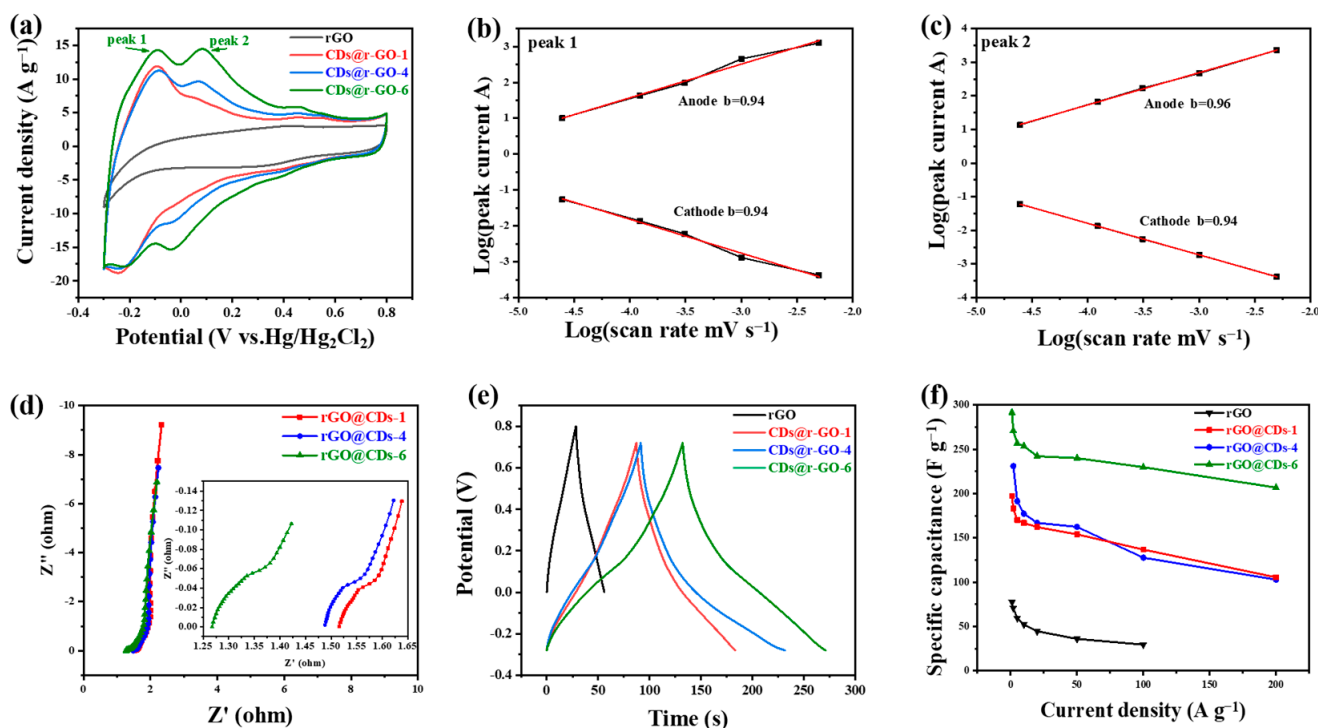 (a)
peak 1
peak 2
rGO
CDs@r-GO-1
CDs@r-GO-4
CDs@r-GO-6
Current density (A g⁻¹)
20
15
10
5
0
-5
-10
-15
-20
-0.2 0.0 0.2 0.4 0.6 0.8
Potential (V vs.Hg/Hg₂Cl₂)
(b)
peak 1
Anode b=0.94
Cathode b=0.94
Log(peak current A)
4
3
2
1
0
-1
-2
-3
-4
-5.0 -4.5 -4.0 -3.5 -3.0 -2.5 -2.0
Log(scan rate mV s⁻¹)
(c)
peak 2
Anode b=0.96
Cathode b=0.94
Log(peak current A)
5
4
3
2
1
0
-1
-2
-3
-4
-5.0 -4.5 -4.0 -3.5 -3.0 -2.5 -2.0
Log(scan rate mV s⁻¹)
(d)
rGO@CDs-1
rGO@CDs-4
rGO@CDs-6
Z'' (ohm)
-10
-8
-6
-4
-2
0
0 2 4 6 8 10
Z' (ohm)
Z'' (ohm)
-0.14
-0.12
-0.10
-0.08
-0.06
-0.04
-0.02
0.00
1.25 1.30 1.35 1.40 1.45 1.50 1.55 1.60 1.65
Z' (ohm)
(e)
rGO
CDs@r-GO-1
CDs@r-GO-4
CDs@r-GO-6
Potential (V)
0.8
0.4
0.0
-0.4
0 50 100 150 200 250 300
Time (s)
(f)
rGO
rGO@CDs-1
rGO@CDs-4
rGO@CDs-6
Specific capacitance (F g⁻¹)
300
250
200
150
100
50
0
0 50 100 150 200
Current density (A g⁻¹)